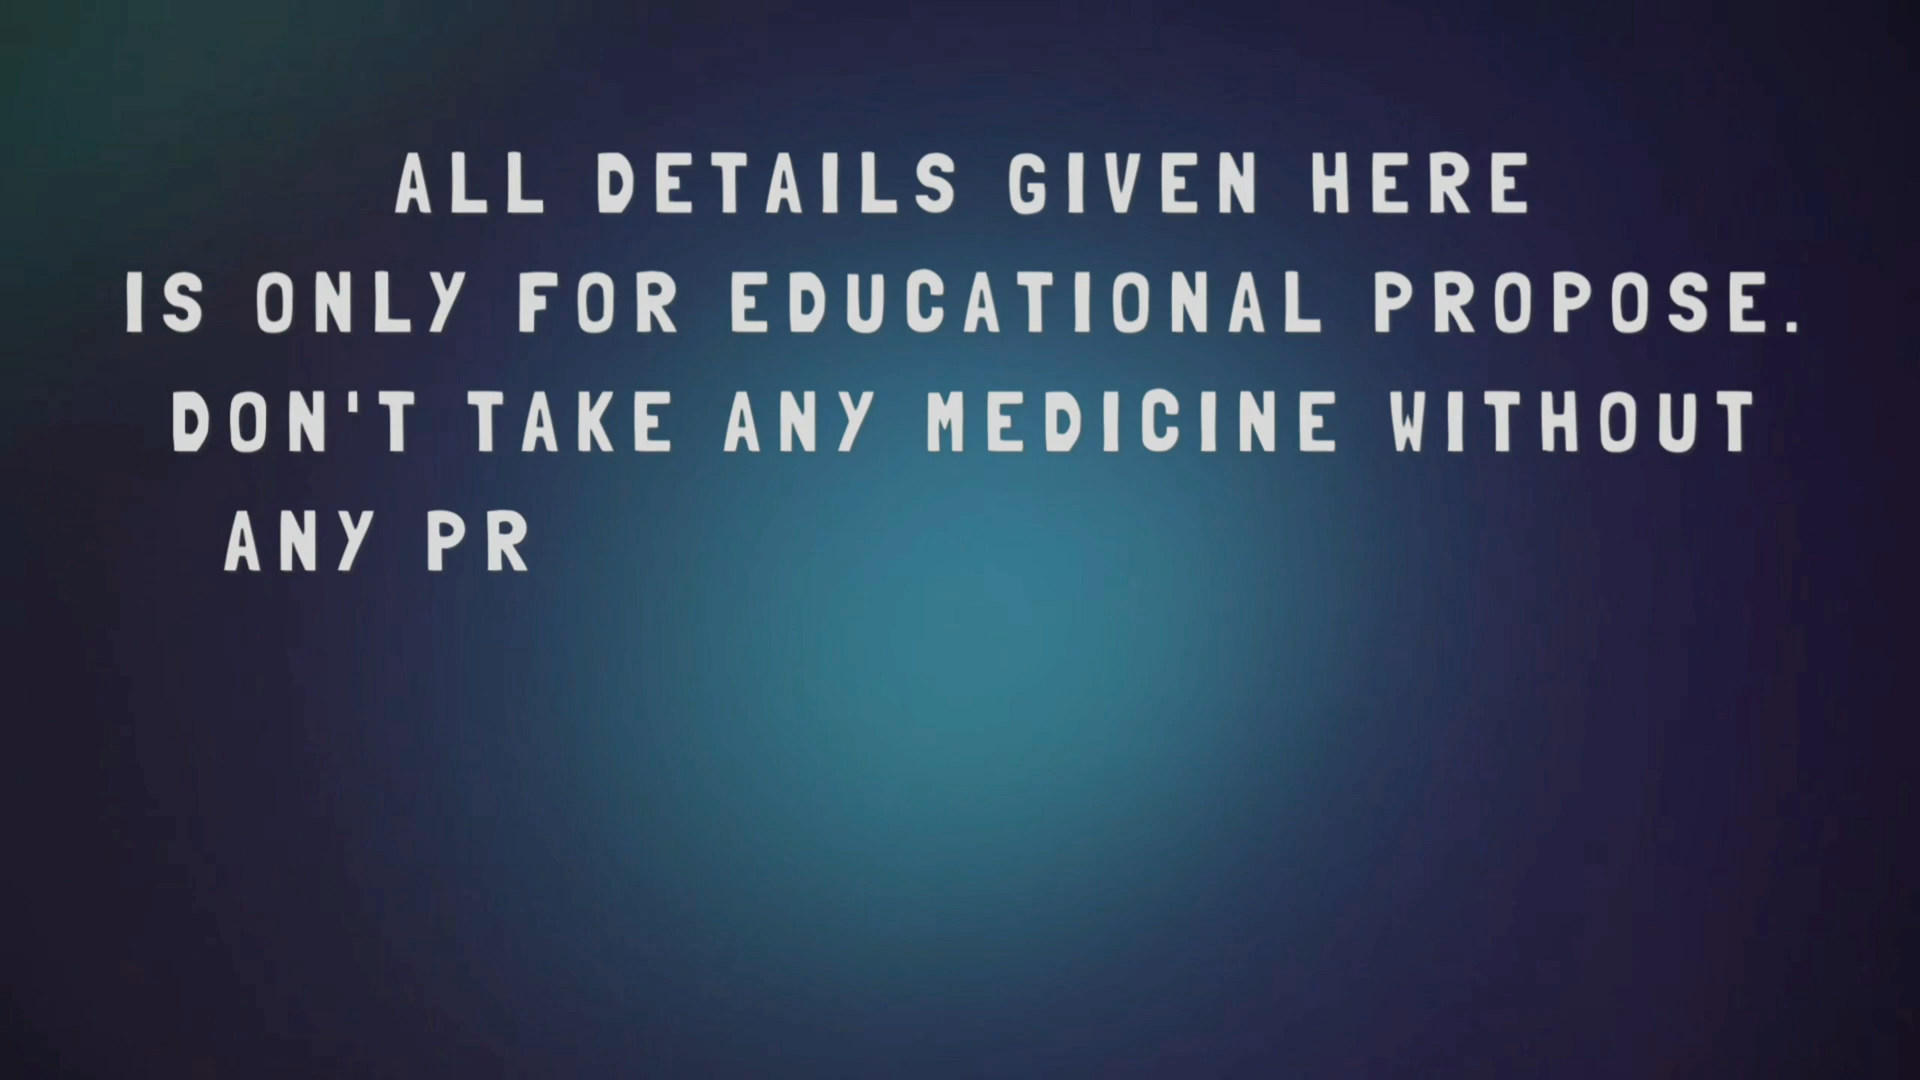 ALL DETAILS GIVEN HERE
IS ONLY FOR EDUCATIONAL PROPOSE.
DON'T TAKE ANY MEDICINE WITHOUT
ANY PR